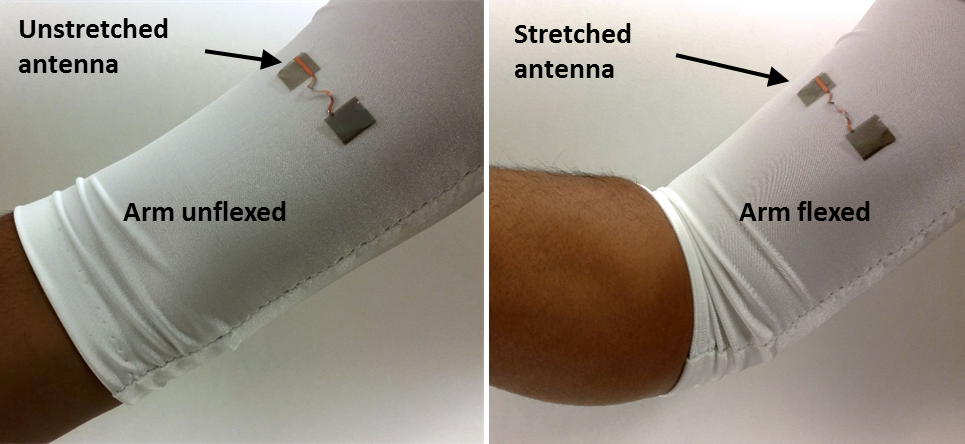 Unstretched
antenna
Arm unflexed
Stretched
antenna
Arm flexed